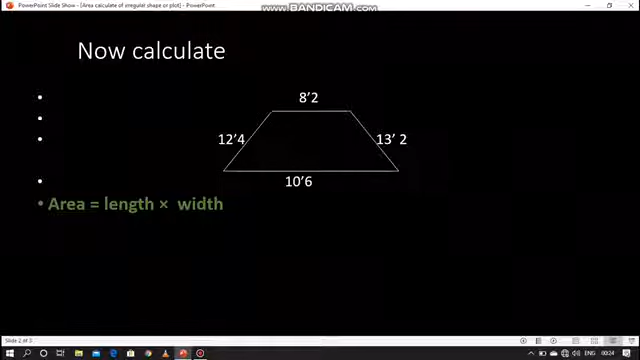 PowerPoint Slide Show - [Area calculate of irregular shape or plot] - PowerPoint
www.BANDICAM.com
Now calculate
8’2
12’4
13’ 2
10’6
Area = length × width
Slide 2 of 3
ENG
00:24